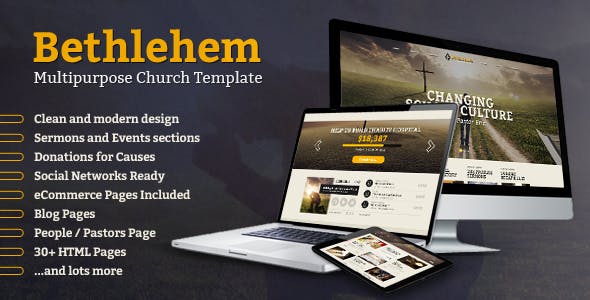 Bethlehem
Multipurpose Church Template
Clean and modern design
Sermons and Events sections
Donations for Causes
Social Networks Ready
eCommerce Pages Included
Blog Pages
People / Pastors Page
30+ HTML Pages
...and lots more
CHANGING
CULTURE
Pastor
$18,387